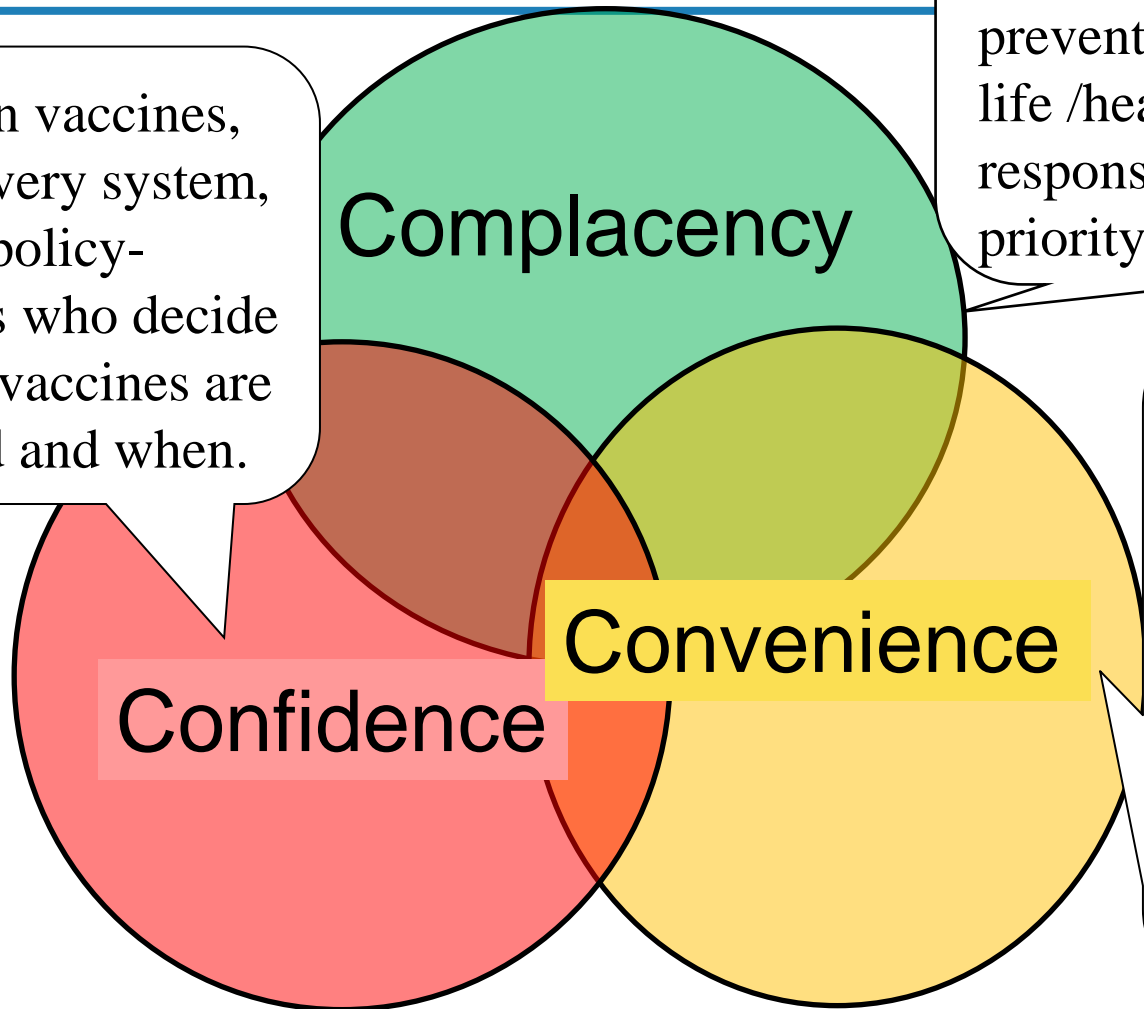 n vaccines,
very system,
policy-
s who decide
vaccines are
d and when.
Complacency
prevent
life /hea
respons
priority
Convenience
Confidence